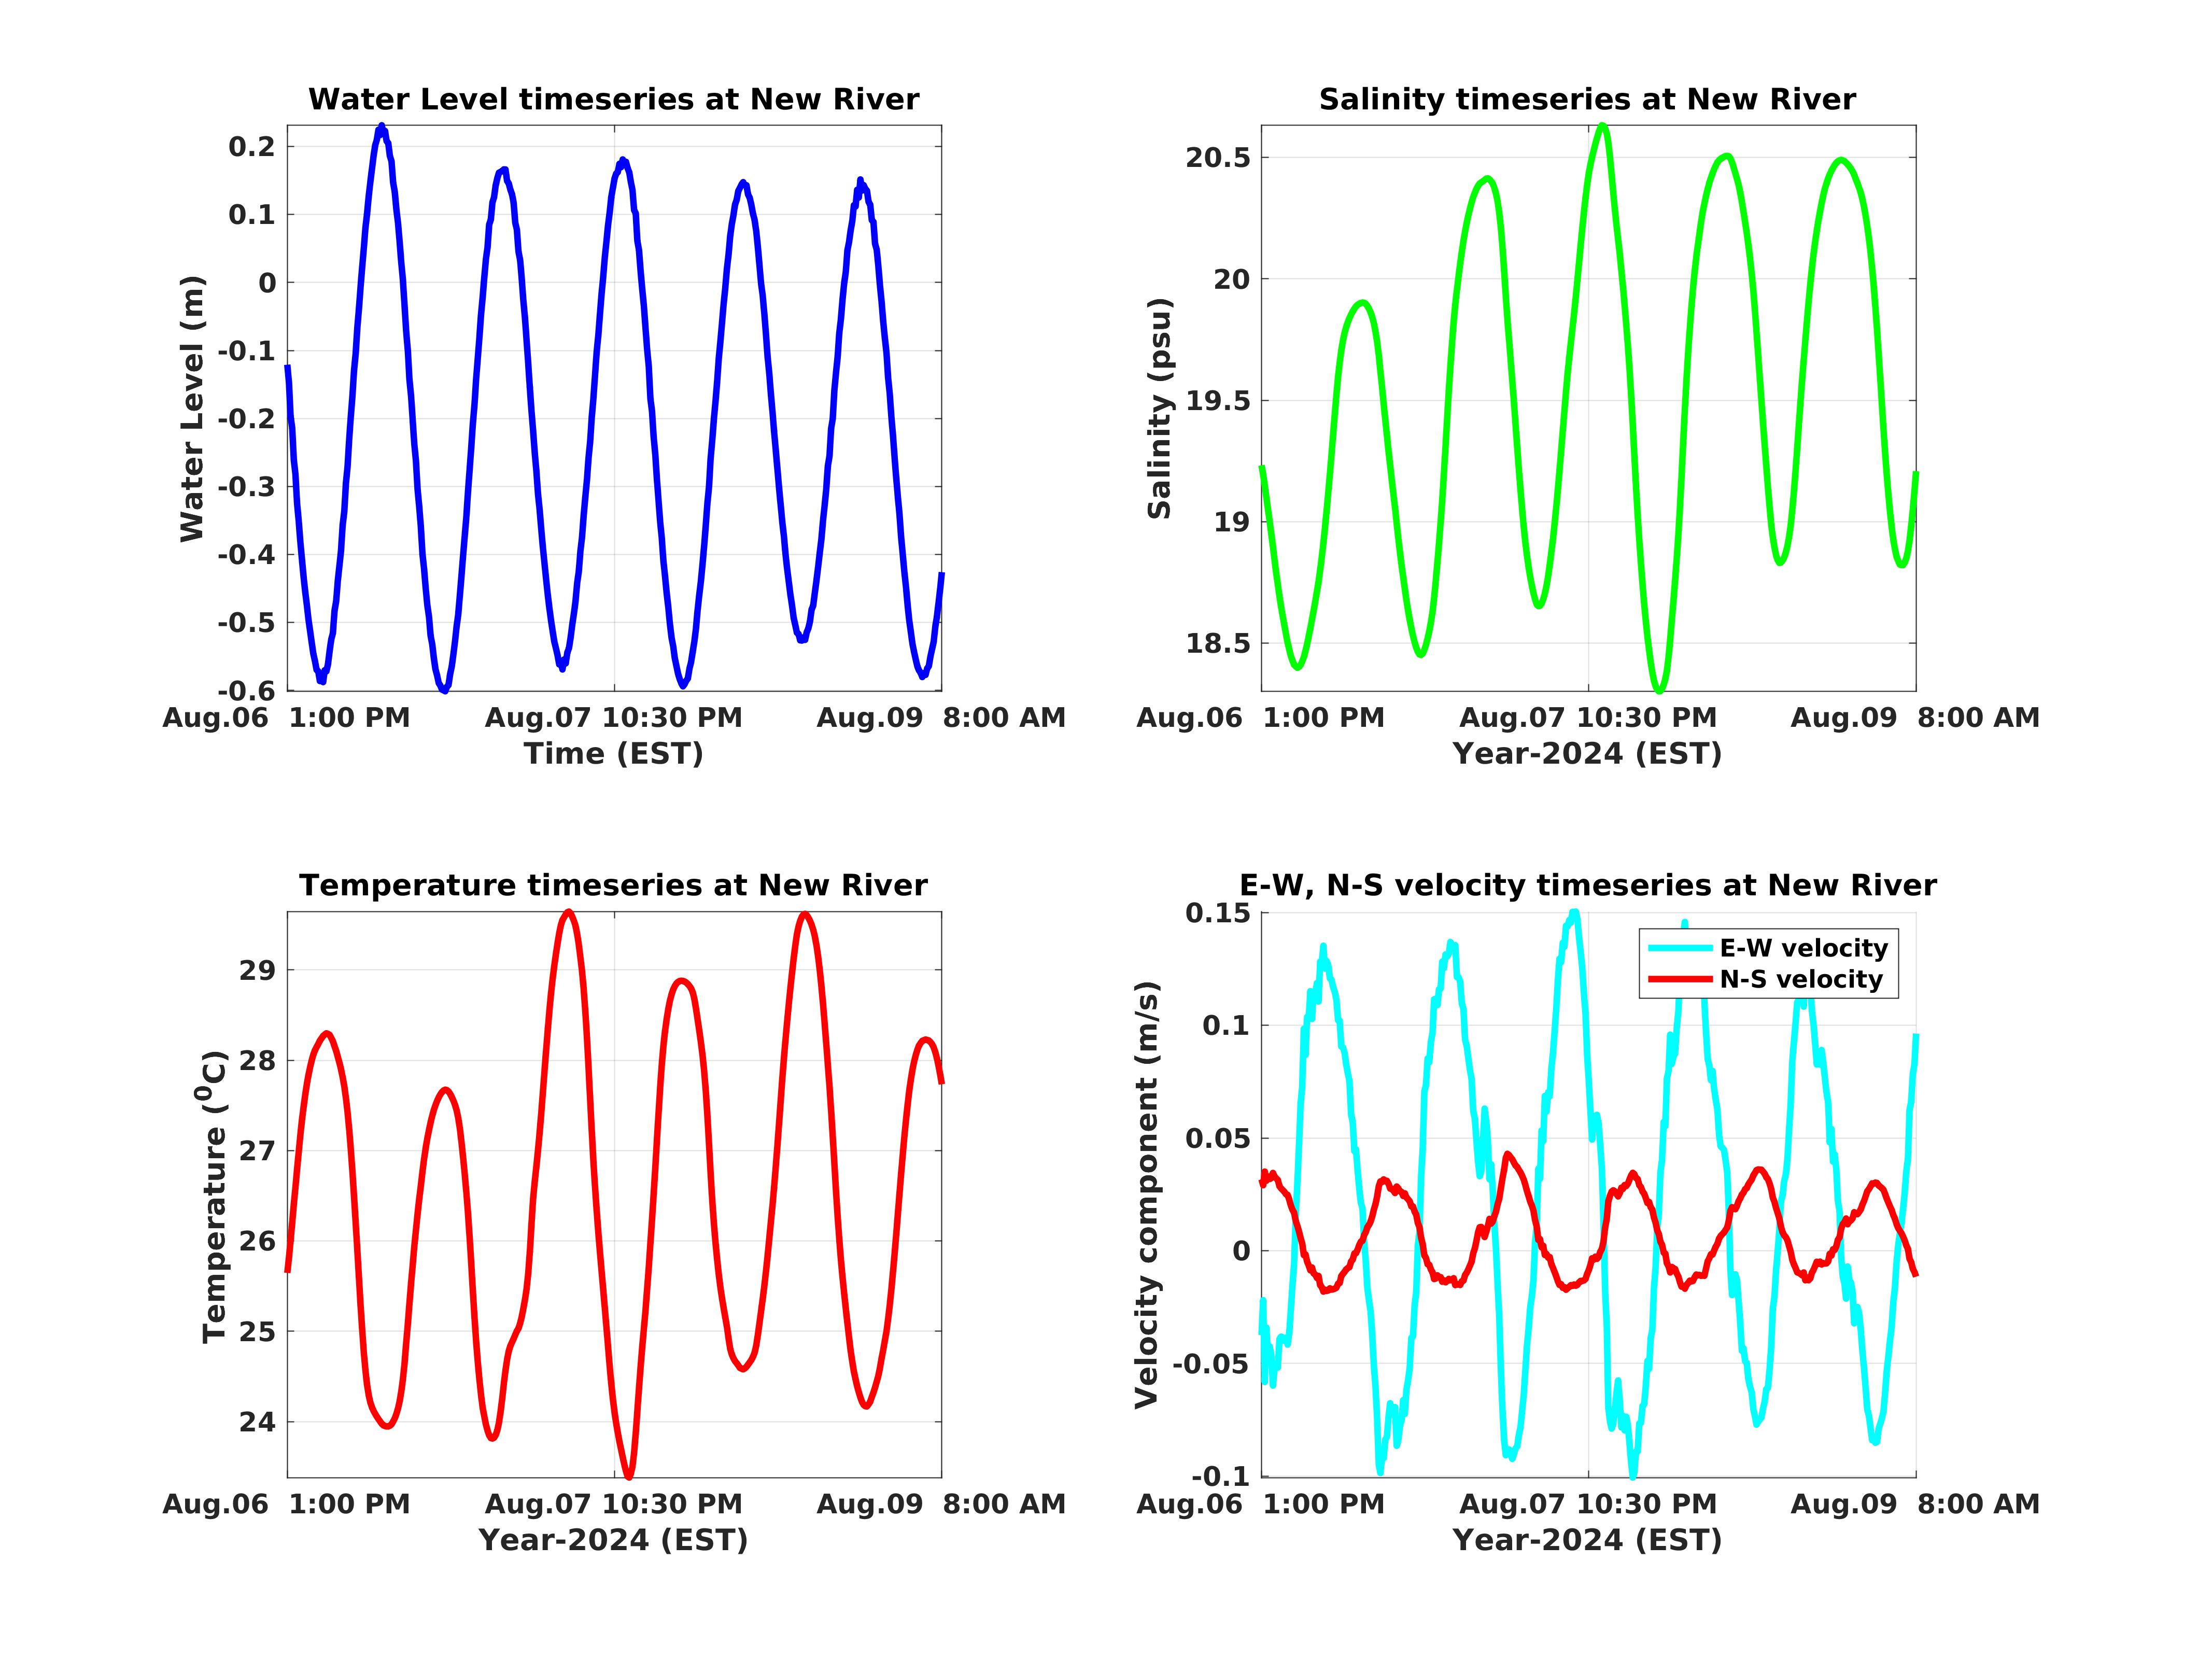 Water Level timeseries at New River
Water Level (m)
0.2
0.1
0
-0.1
-0.2
-0.3
-0.4
-0.5
-0.6
Aug.06  1:00 PM
Aug.07 10:30 PM
Aug.09  8:00 AM
Time (EST)
Salinity timeseries at New River
Salinity (psu)
20.5
20
19.5
19
18.5
Aug.06  1:00 PM
Aug.07 10:30 PM
Aug.09  8:00 AM
Year-2024 (EST)
Temperature timeseries at New River
Temperature (⁰C)
29
28
27
26
25
24
Aug.06  1:00 PM
Aug.07 10:30 PM
Aug.09  8:00 AM
Year-2024 (EST)
E-W, N-S velocity timeseries at New River
Velocity component (m/s)
0.15
0.1
0.05
0
-0.05
-0.1
E-W velocity
N-S velocity
Aug.06  1:00 PM
Aug.07 10:30 PM
Aug.09  8:00 AM
Year-2024 (EST)